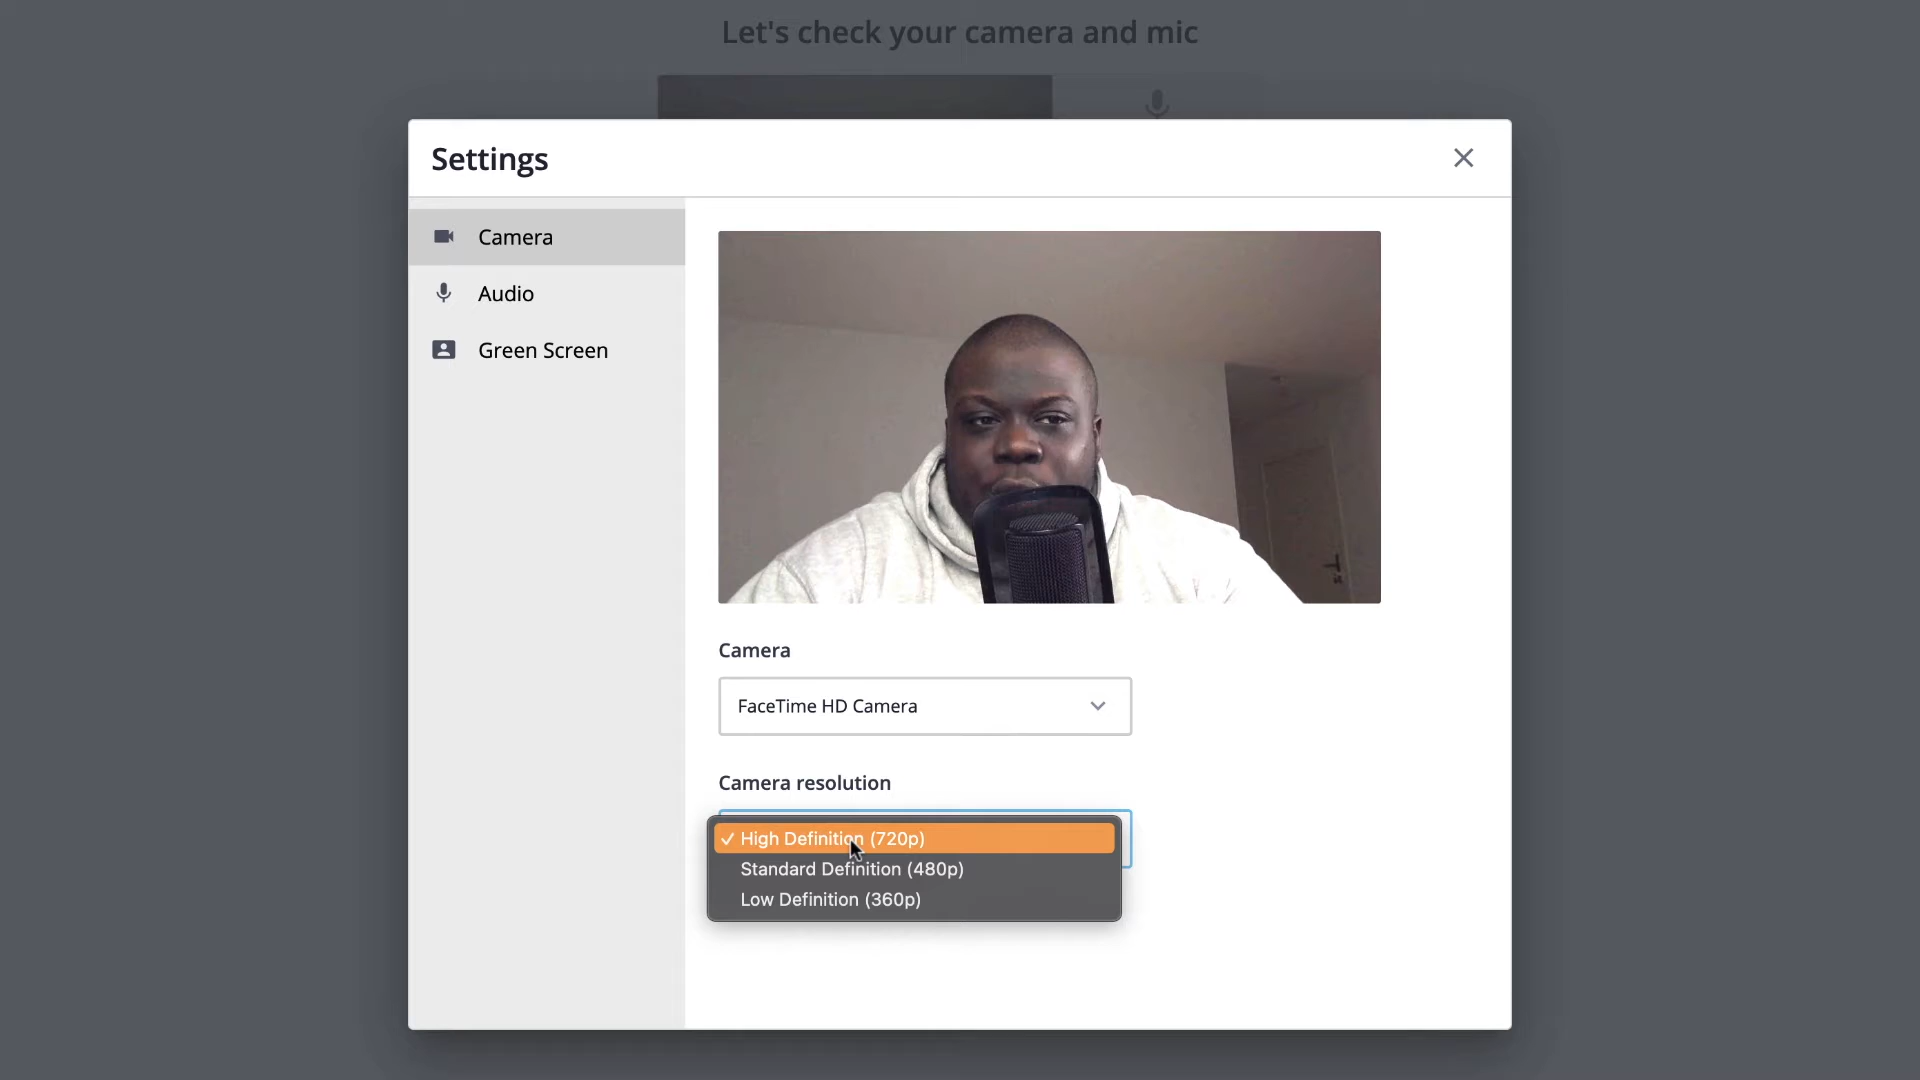 Let's check your camera and mic
Settings
Camera
Audio
Green Screen
Camera
FaceTime HD Camera
Camera resolution
✓ High Definition (720p)
Standard Definition (480p)
Low Definition (360p)